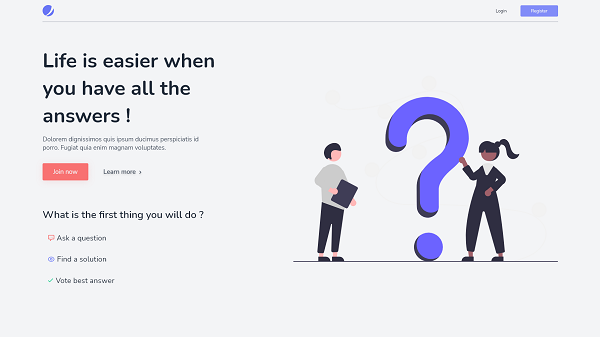 Login
Register
Life is easier when
you have all the
answers !
Dolorem dignissimos quis ipsum ducimus perspiciatis id
porro. Fugiat quia enim magnam voluptates.
Join now
Learn more ›
What is the first thing you will do ?
Ask a question
Find a solution
Vote best answer